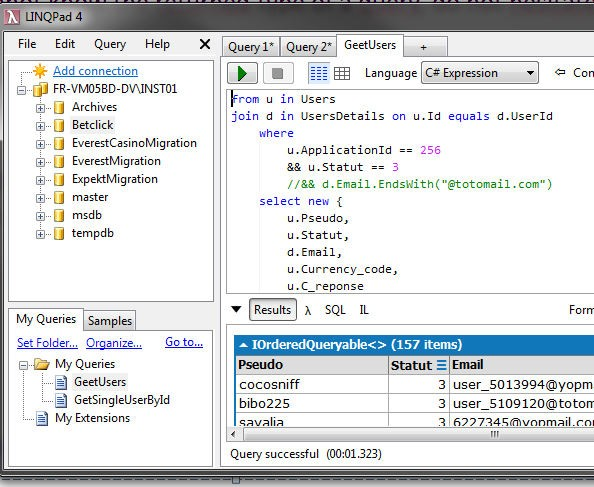 LINQPad 4
File Edit Query Help X
Add connection
FR-VM05BD-DV\INST01
Archives
Betclick
EverestCasinoMigration
EverestMigration
ExpektMigration
master
msdb
tempdb
My Queries Samples
Set Folder... Organize... Go to...
My Queries
GeetUsers
GetSingleUserById
My Extensions
Query 1* Query 2* GeetUsers +
Language C# Expression Con
from u in Users
join d in UsersDetails on u.Id equals d.UserId
where
u.ApplicationId == 256
&& u.Statut == 3
//&& d.Email.EndsWith("@totomail.com")
select new {
u.Pseudo,
u.Statut,
d.Email,
u.Currency_code,
u.C_reponse
Results λ SQL IL Form
IOrderedQueryable<> (157 items)
Pseudo Statut Email
cocosniff 3 user_5013994@yopm
bibo225 3 user_5109120@totom
sayalia 3 6227345@yopmail.co
Query successful (00:01.323)